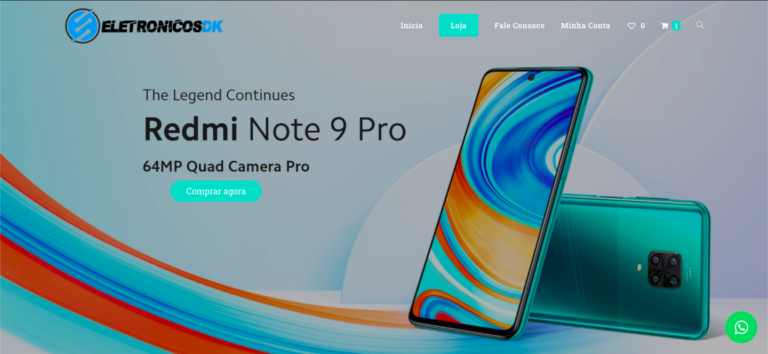 ELETRONICOSDK
Início
Loja
Fale Conosco
Minha Conta
0
1
The Legend Continues
Redmi Note 9 Pro
64MP Quad Camera Pro
Comprar agora